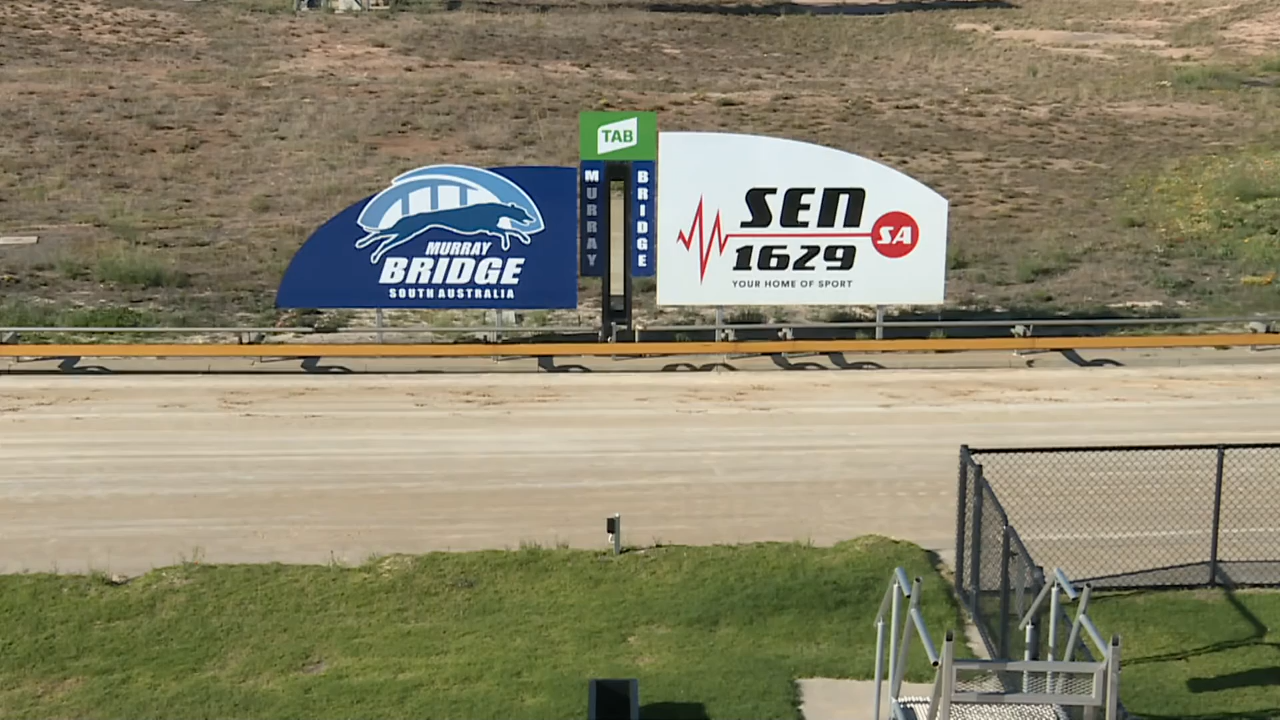 TAB
MURRAY
BRIDGE
MURRAY
BRIDGE
SOUTH AUSTRALIA
SEN
SA
1629
YOUR HOME OF SPORT